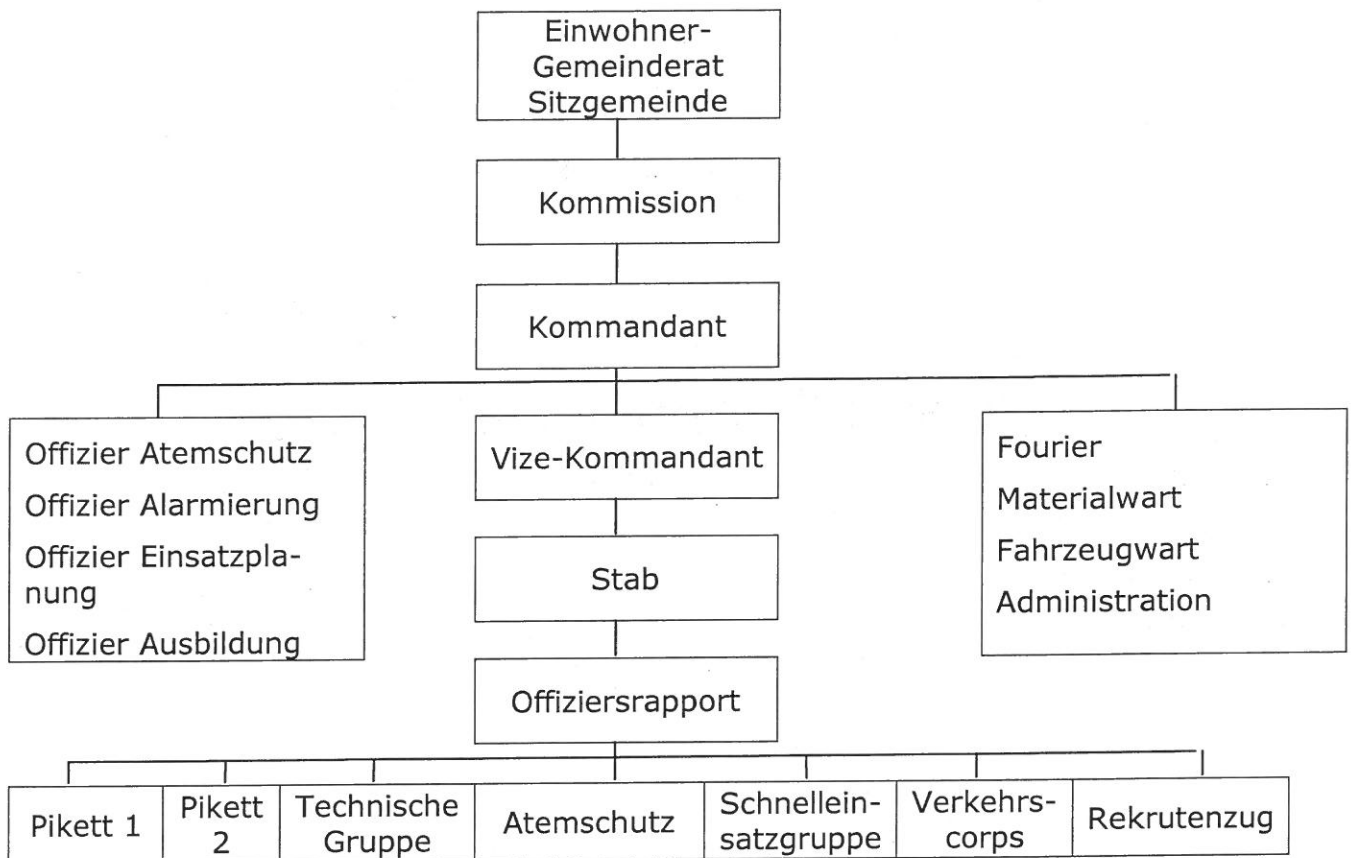 Einwohner-
Gemeinderat
Sitzgemeinde
Kommission
Kommandant
Offizier Atemschutz
Offizier Alarmierung
Offizier Einsatzpla-
nung
Offizier Ausbildung
Vize-Kommandant
Stab
Offiziersrapport
Fourier
Materialwart
Fahrzeugwart
Administration
Pikett 1
Pikett
2
Technische
Gruppe
Atemschutz
Schnellein-
satzgruppe
Verkehrs-
corps
Rekrutenzug